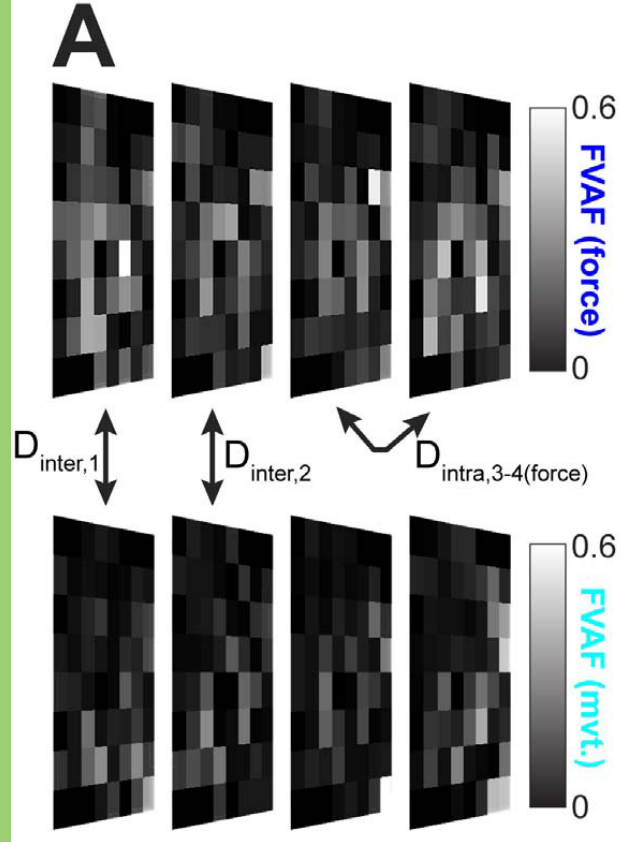 A
0.6
FVAF (force)
0
D inter,1
D inter,2
D intra,3-4(force)
0.6
FVAF (mvt.)
0